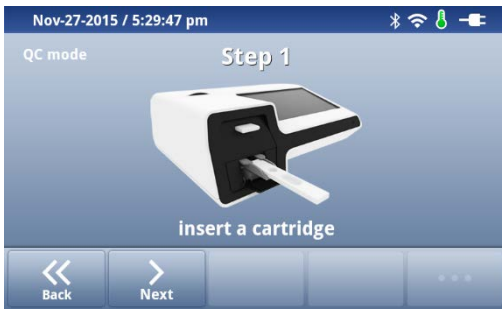 Nov-27-2015 / 5:29:47 pm
QC mode
Step 1
insert a cartridge
Back
Next